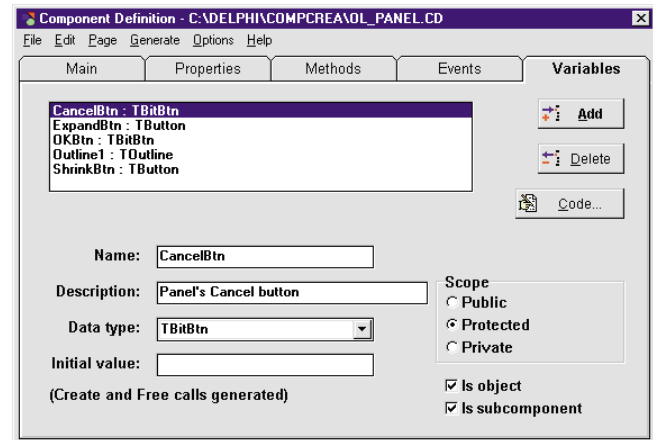 Component Definition - C:\DELPHI\COMPCREA\OL_PANEL.CD
File Edit Page Generate Options Help
Main Properties Methods Events Variables
CancelBtn : TBitBtn
ExpandBtn : TButton
OKBtn : TBitBtn
Outline1 : TOutline
ShrinkBtn : TButton
Add
Delete
Code...
Name: CancelBtn
Description: Panel's Cancel button
Data type: TBitBtn
Initial value:
(Create and Free calls generated)
Scope
Public
Protected
Private
Is object
Is subcomponent